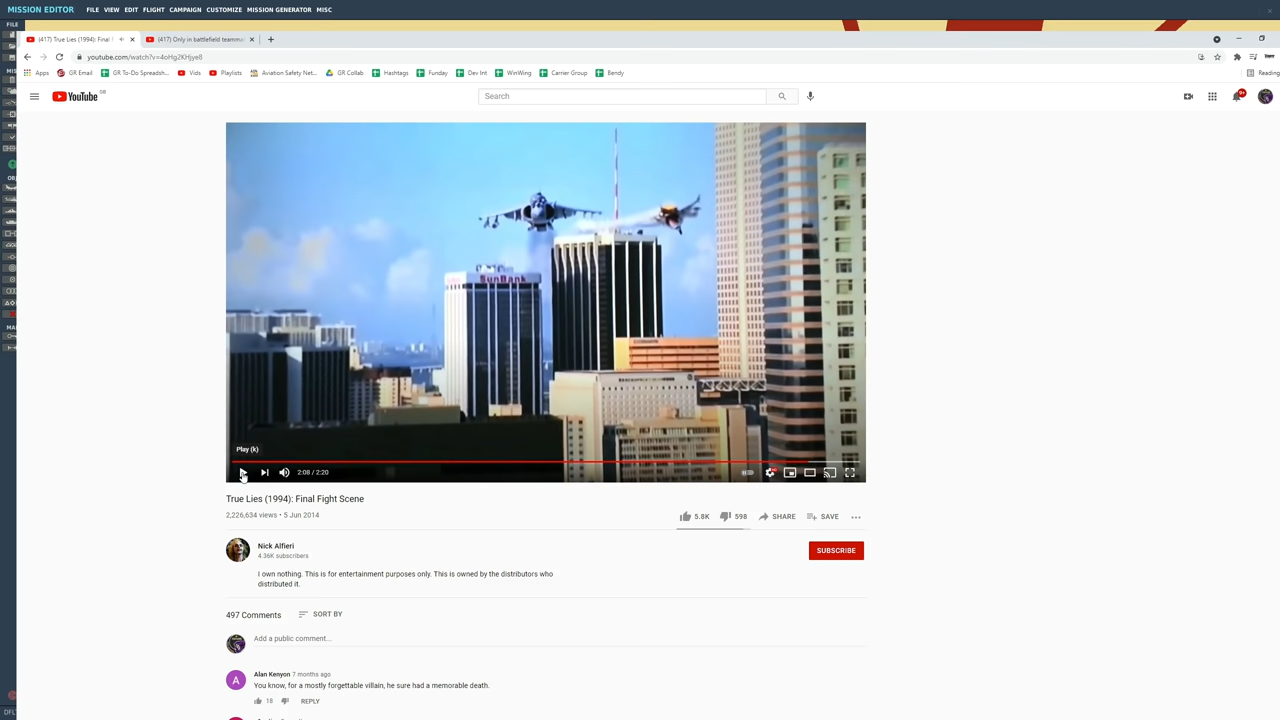 MISSION EDITOR FILE VIEW EDIT FLIGHT CAMPAIGN CUSTOMIZE MISSION GENERATOR MISC
FILE
(417) True Lies (1994): Final
(417) Only in battlefield teamma
youtube.com/watch?v=4oHg2KHjye8
Apps GR Email GR To-Do Spreadsh... Vids Playlists Aviation Safety Net... GR Collab Hashtags Funday Dev Int WinWing Carrier Group Bendy Reading
YouTube GB
Search
9+
SunBank
Play (k)
2:08 / 2:20
True Lies (1994): Final Fight Scene
2,226,634 views • 5 Jun 2014
5.8K 598 SHARE SAVE
Nick Alfieri
4.36K subscribers
SUBSCRIBE
I own nothing. This is for entertainment purposes only. This is owned by the distributors who
distributed it.
497 Comments SORT BY
Add a public comment...
Alan Kenyon 7 months ago
You know, for a mostly forgettable villain, he sure had a memorable death.
18 REPLY